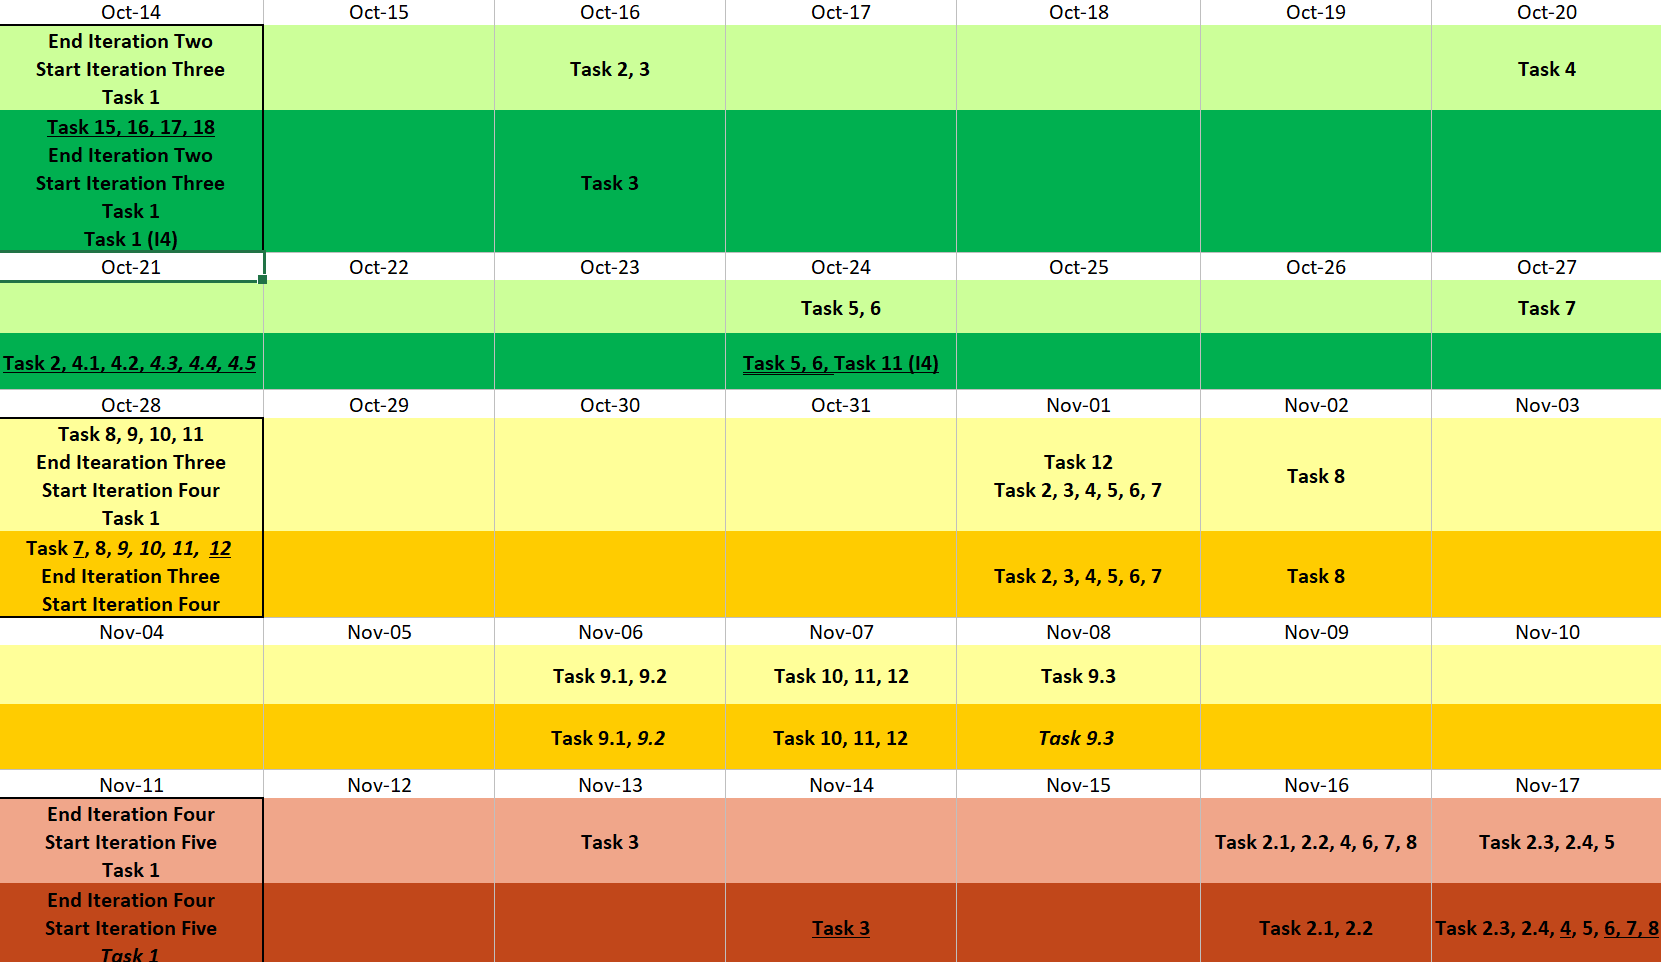 Oct-14 Oct-15 Oct-16 Oct-17 Oct-18 Oct-19 Oct-20
End Iteration Two
Start Iteration Three
Task 1
Task 2, 3
Task 4
Task 15, 16, 17, 18
End Iteration Two
Start Iteration Three
Task 1
Task 1 (I4)
Task 3
Oct-21 Oct-22 Oct-23 Oct-24 Oct-25 Oct-26 Oct-27
Task 5, 6
Task 7
Task 2, 4.1, 4.2, 4.3, 4.4, 4.5
Task 5, 6, Task 11 (I4)
Oct-28 Oct-29 Oct-30 Oct-31 Nov-01 Nov-02 Nov-03
Task 8, 9, 10, 11
End Itearation Three
Start Iteration Four
Task 1
Task 12
Task 2, 3, 4, 5, 6, 7
Task 8
Task 7, 8, 9, 10, 11, 12
End Iteration Three
Start Iteration Four
Task 2, 3, 4, 5, 6, 7
Task 8
Nov-04 Nov-05 Nov-06 Nov-07 Nov-08 Nov-09 Nov-10
Task 9.1, 9.2
Task 10, 11, 12
Task 9.3
Task 9.1, 9.2
Task 10, 11, 12
Task 9.3
Nov-11 Nov-12 Nov-13 Nov-14 Nov-15 Nov-16 Nov-17
End Iteration Four
Start Iteration Five
Task 1
Task 3
Task 2.1, 2.2, 4, 6, 7, 8
Task 2.3, 2.4, 5
End Iteration Four
Start Iteration Five
Task 1
Task 3
Task 2.1, 2.2
Task 2.3, 2.4, 4, 5, 6, 7, 8